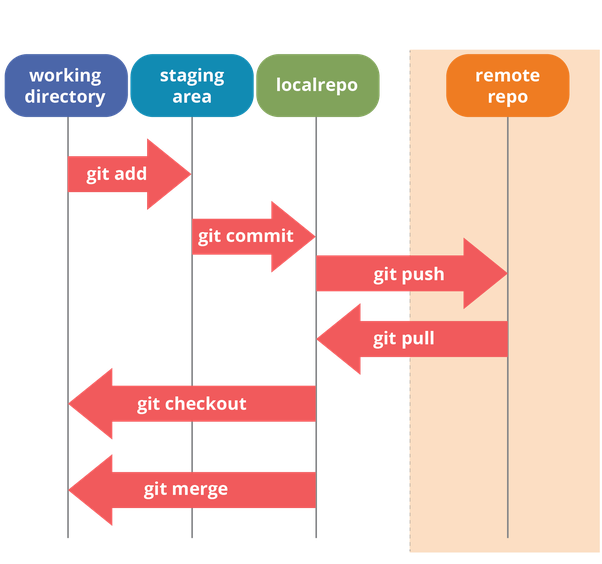 working
directory
staging
area
localrepo
remote
repo
git add
git commit
git push
git pull
git checkout
git merge